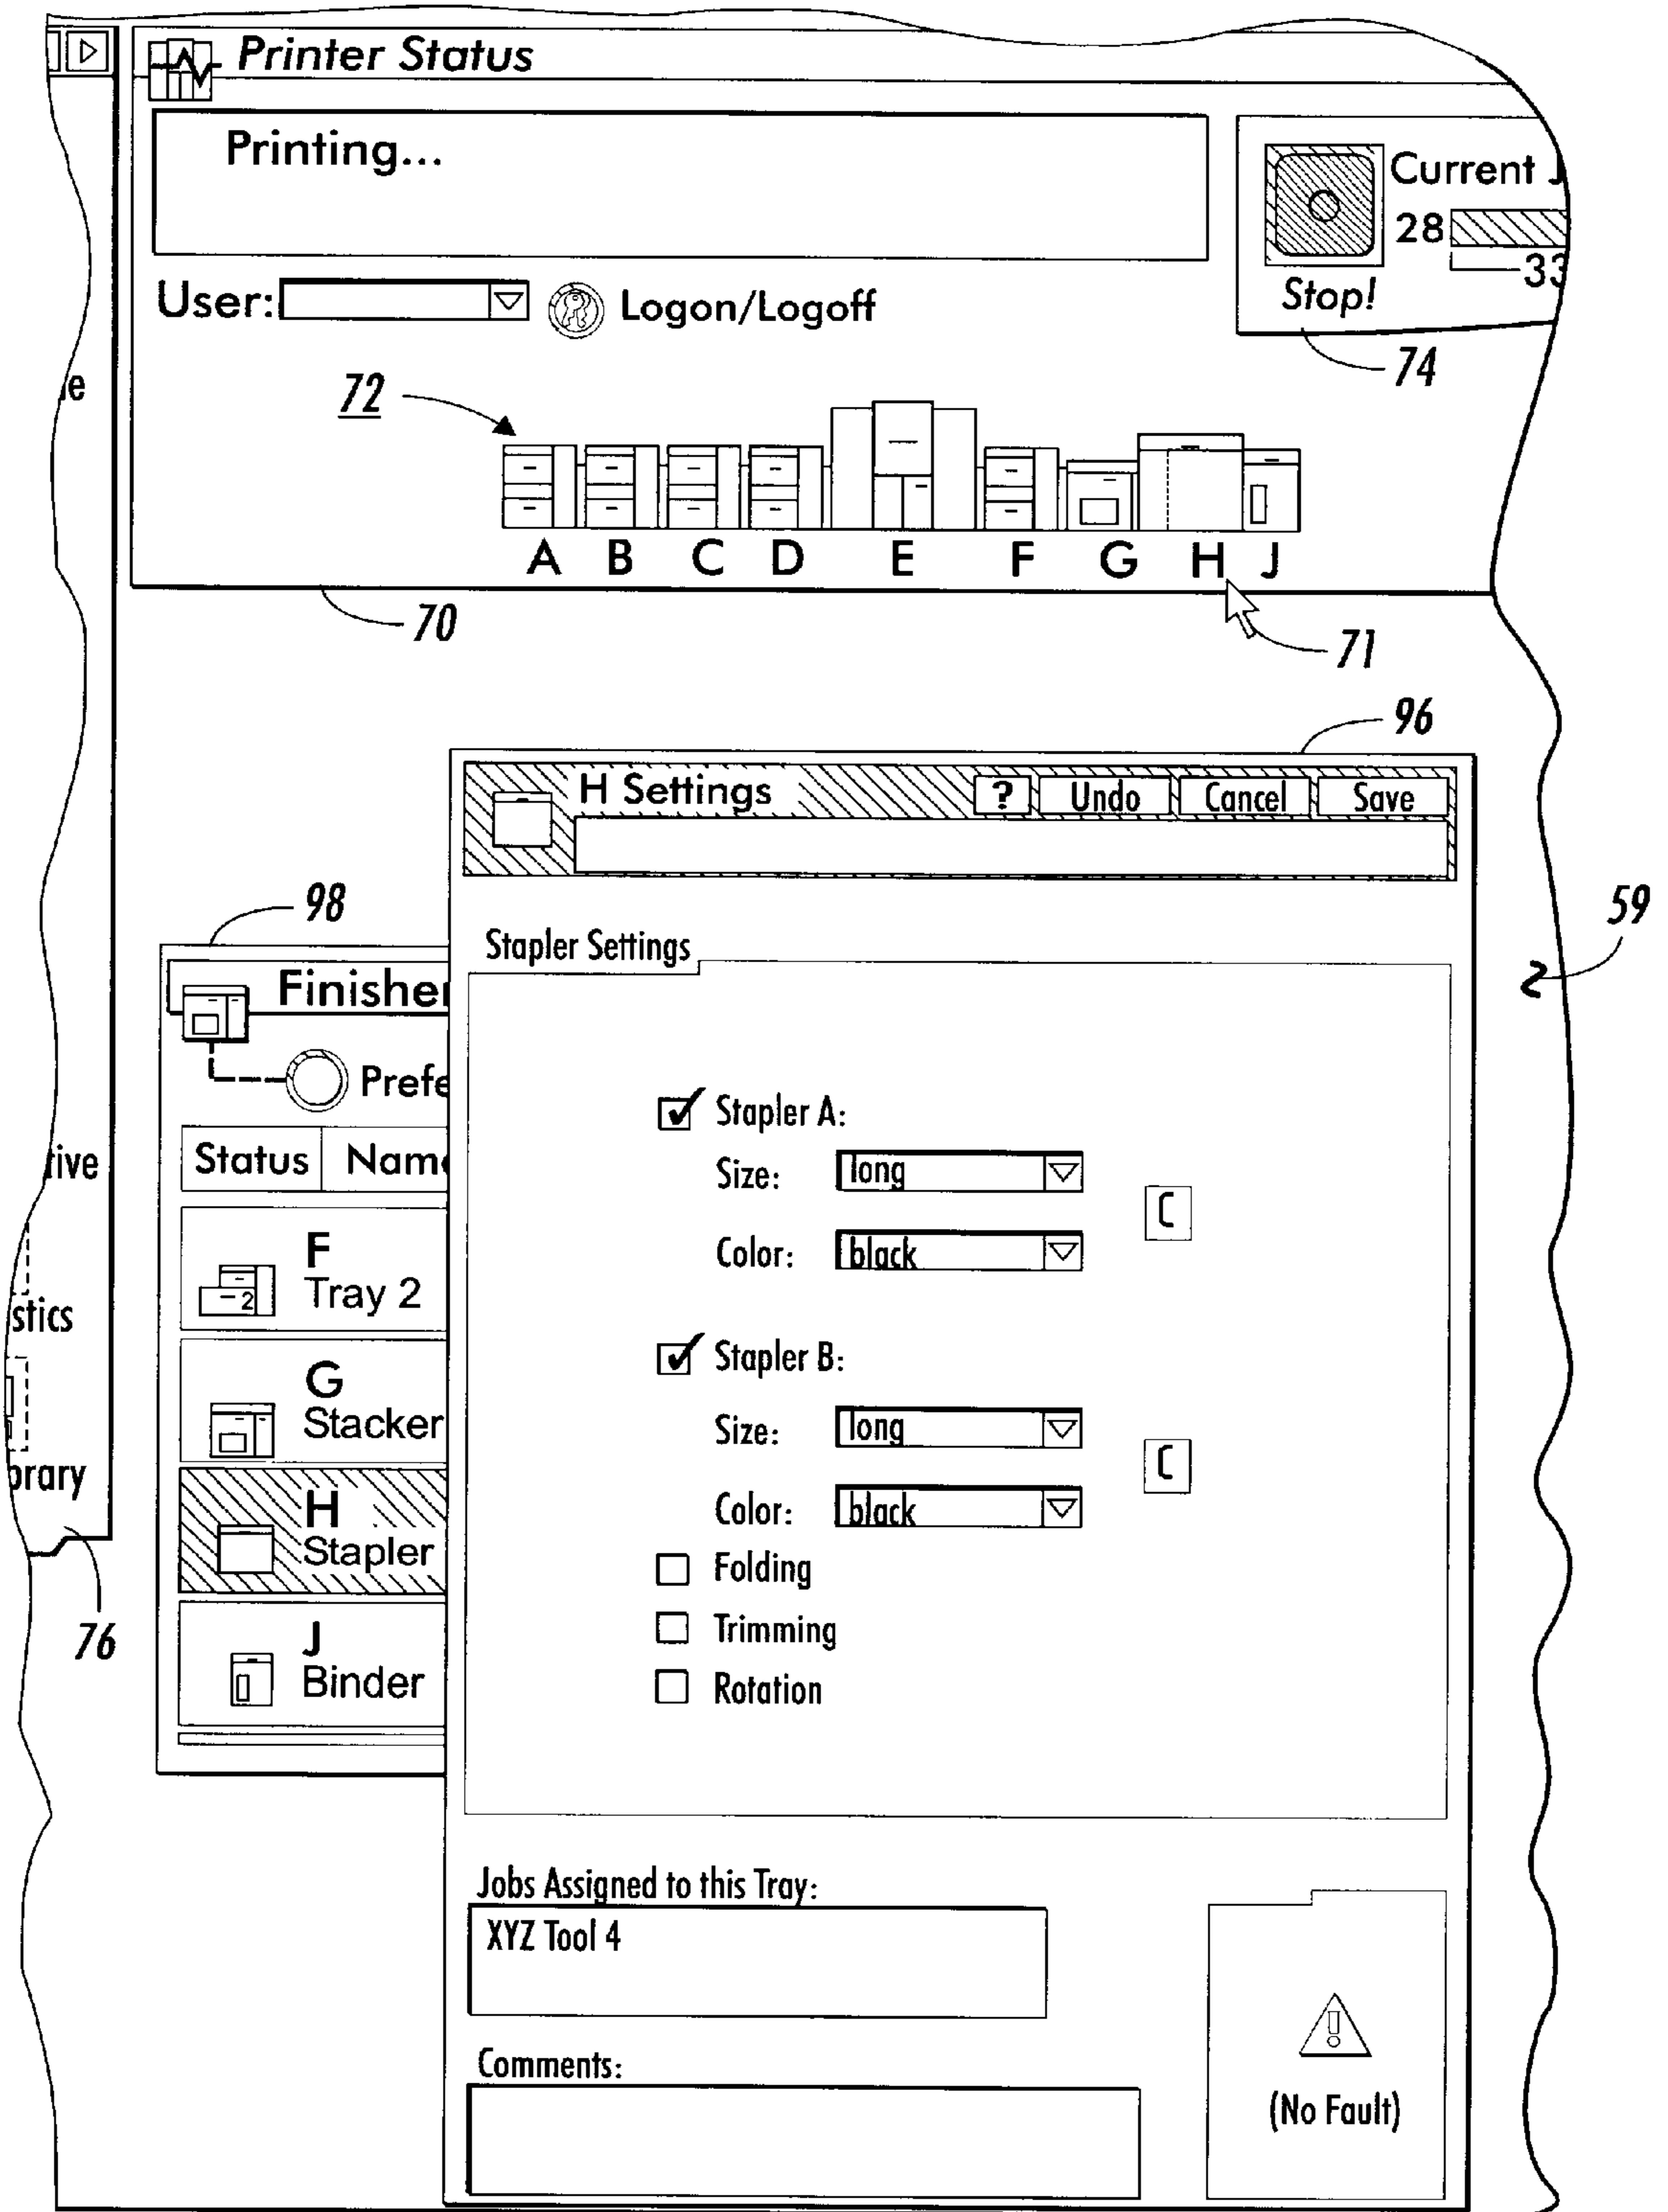 Printer Status
Printing...
Current J
28
33
Stop!
User:
Logon/Logoff
74
72
A B C D E F G H J
70
71
96
H Settings ? Undo Cancel Save
98
59
Stapler Settings
Finisher
Prefe
Status Name
Stapler A:
Size: long
Color: black
F
Tray 2
2
Stapler B:
G
Stacker
Size: long
Color: black
H
Stapler
Folding
Trimming
J
Binder
Rotation
76
e
tive
stics
brary
Jobs Assigned to this Tray:
XYZ Tool 4
Comments:
(No Fault)